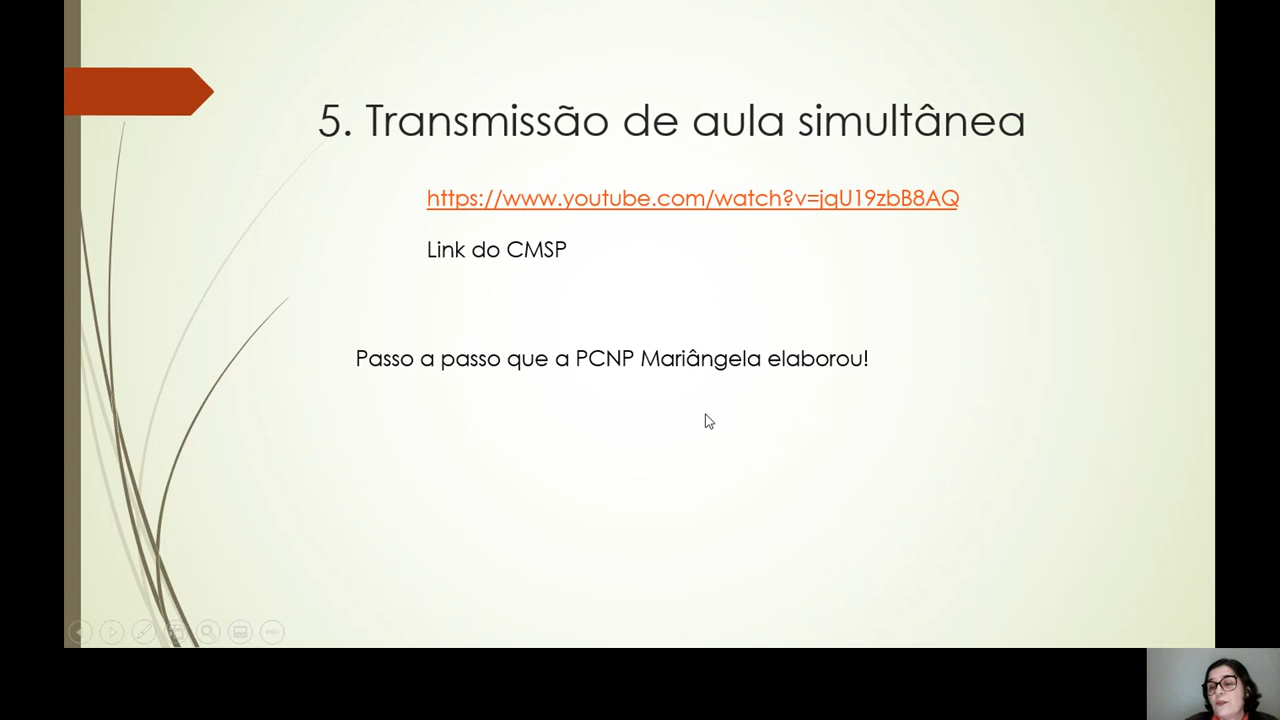 5. Transmissão de aula simultânea
https://www.youtube.com/watch?v=jqU19zbB8AQ
Link do CMSP
Passo a passo que a PCNP Mariângela elaborou!